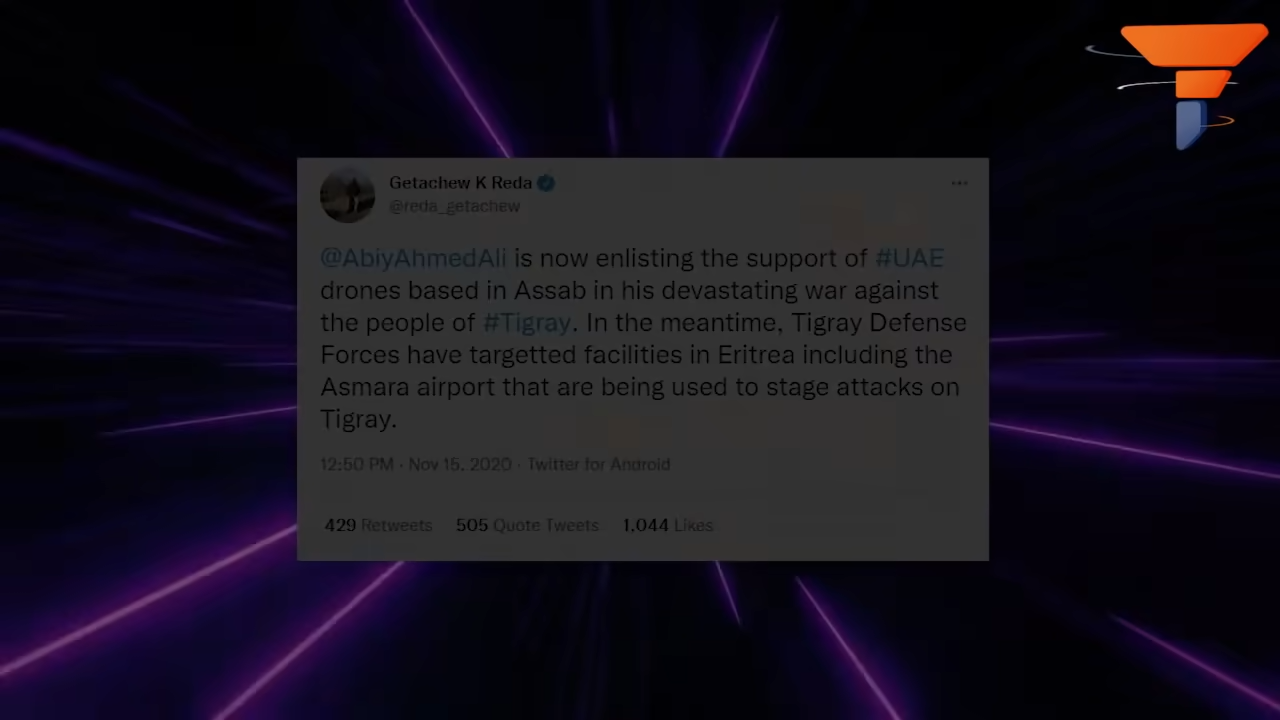 Getachew K Reda
@reda_getachew
@AbiyAhmedAli is now enlisting the support of #UAE
drones based in Assab in his devastating war against
the people of #Tigray. In the meantime, Tigray Defense
Forces have targetted facilities in Eritrea including the
Asmara airport that are being used to stage attacks on
Tigray.
12:50 PM · Nov 15, 2020 · Twitter for Android
429 Retweets 505 Quote Tweets 1,044 Likes